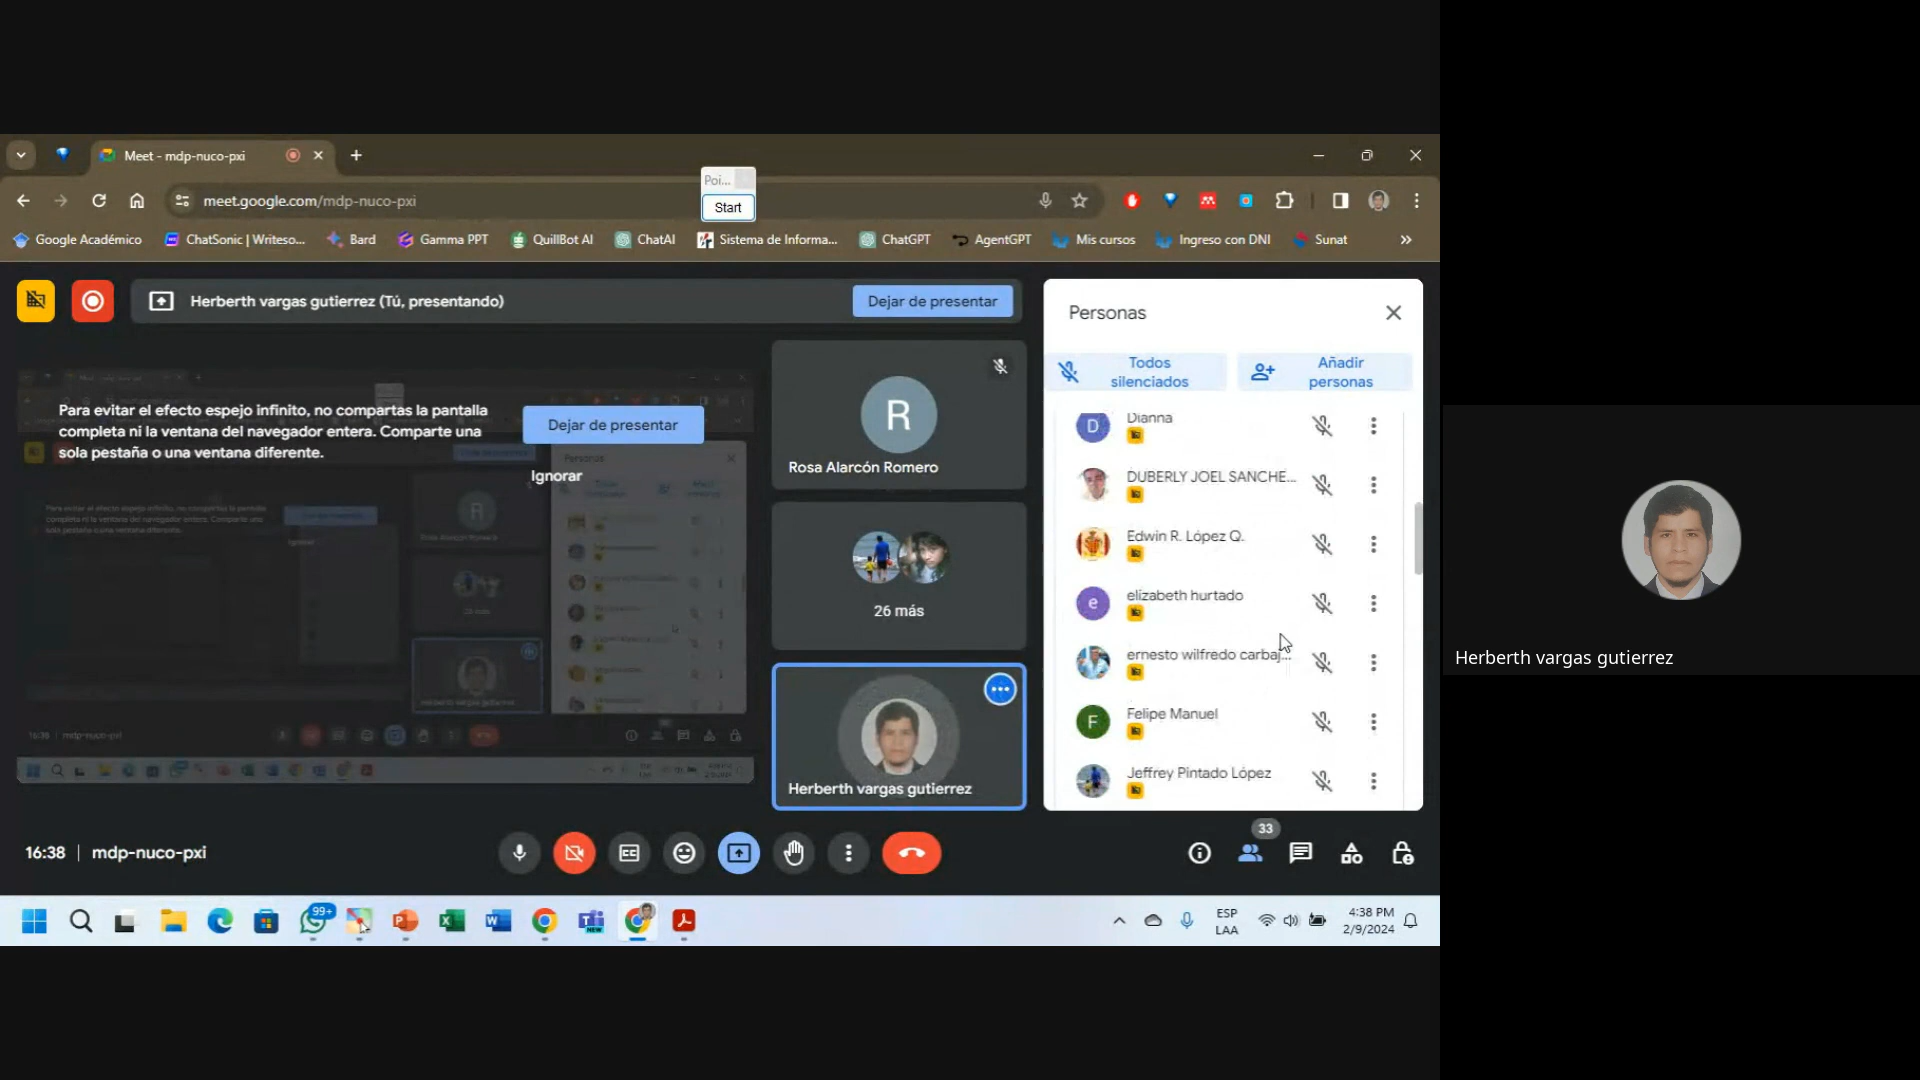 Meet - mdp-nuco-pxi
Poi...
Start
meet.google.com/mdp-nuco-pxi
Google Académico
ChatSonic | Writeso...
Bard
Gamma PPT
QuillBot AI
ChatAI
Sistema de Informa...
ChatGPT
AgentGPT
Mis cursos
Ingreso con DNI
Sunat
Herberth vargas gutierrez (Tú, presentando)
Dejar de presentar
Para evitar el efecto espejo infinito, no compartas la pantalla
completa ni la ventana del navegador entera. Comparte una
sola pestaña o una ventana diferente.
Dejar de presentar
Ignorar
R
Rosa Alarcón Romero
26 más
Herberth vargas gutierrez
Personas
Todos
silenciados
Añadir
personas
D
Dianna
DUBERLY JOEL SANCHE...
Edwin R. López Q.
e
elizabeth hurtado
ernesto wilfredo carbaj...
F
Felipe Manuel
Jeffrey Pintado López
16:38 | mdp-nuco-pxi
33
99+
ESP
LAA
4:38 PM
2/9/2024
Herberth vargas gutierrez